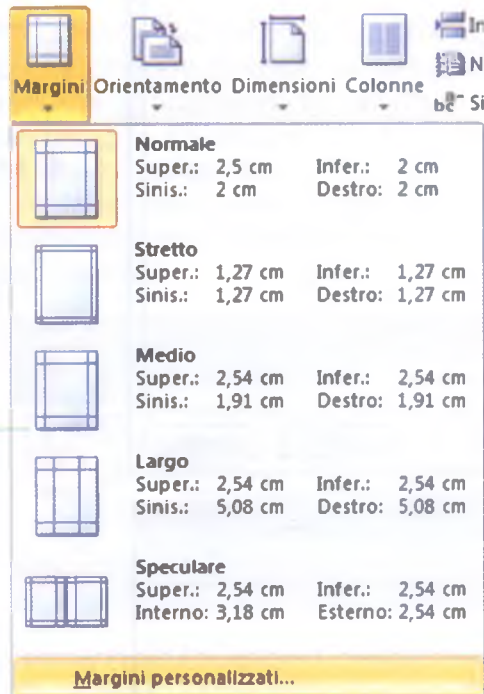 In
N
Margini Orientamento Dimensioni Colonne
bc Si
Normale
Super.: 2,5 cm Infer.: 2 cm
Sinis.: 2 cm Destro: 2 cm
Stretto
Super.: 1,27 cm Infer.: 1,27 cm
Sinis.: 1,27 cm Destro: 1,27 cm
Medio
Super.: 2,54 cm Infer.: 2,54 cm
Sinis.: 1,91 cm Destro: 1,91 cm
Largo
Super.: 2,54 cm Infer.: 2,54 cm
Sinis.: 5,08 cm Destro: 5,08 cm
Speculare
Super.: 2,54 cm Infer.: 2,54 cm
Interno: 3,18 cm Esterno: 2,54 cm
Margini personalizzati...